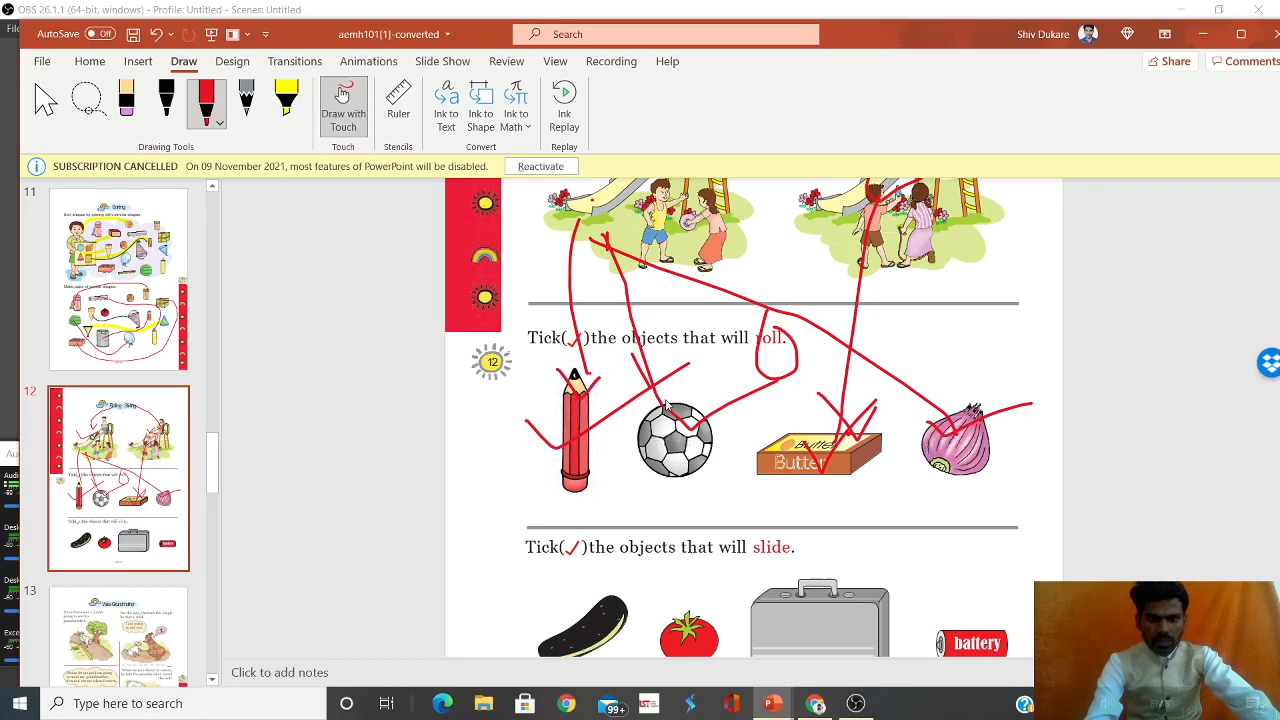 OBS 26.1.1 (64-bit, windows) - Profile: Untitled - Scenes: Untitled
AutoSave Off
aemh101[1]-converted
Search
Shiv Dukare
File Home Insert Draw Design Transitions Animations Slide Show Review View Recording Help
Share Comments
Draw with Touch
Ruler
Ink to Text
Ink to Shape
Ink to Math
Ink Replay
Drawing Tools Touch Stencils Convert Replay
SUBSCRIPTION CANCELLED On 09 November 2021, most features of PowerPoint will be disabled. Reactivate
11
12
13
Tick(✓)the objects that will roll.
12
Butter
Butter
Tick(✓)the objects that will slide.
battery
Click to add notes
Type here to search
99+